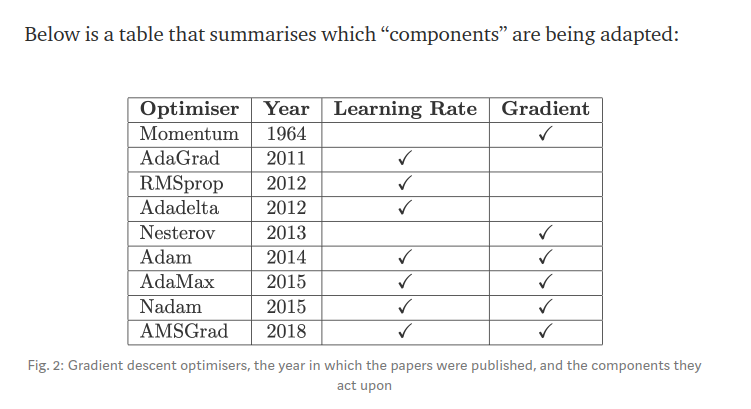 Below is a table that summarises which “components” are being adapted:
Optimiser Year Learning Rate Gradient
Momentum 1964 ✓
AdaGrad 2011 ✓
RMSprop 2012 ✓
Adadelta 2012 ✓
Nesterov 2013 ✓
Adam 2014 ✓ ✓
AdaMax 2015 ✓ ✓
Nadam 2015 ✓ ✓
AMSGrad 2018 ✓ ✓
Fig. 2: Gradient descent optimisers, the year in which the papers were published, and the components they
act upon